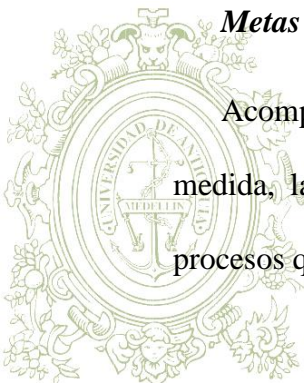 Metas
Acomp
medida, la
procesos q
UNIVERSIDAD DE ANTIOQUIA
MEDELLIN